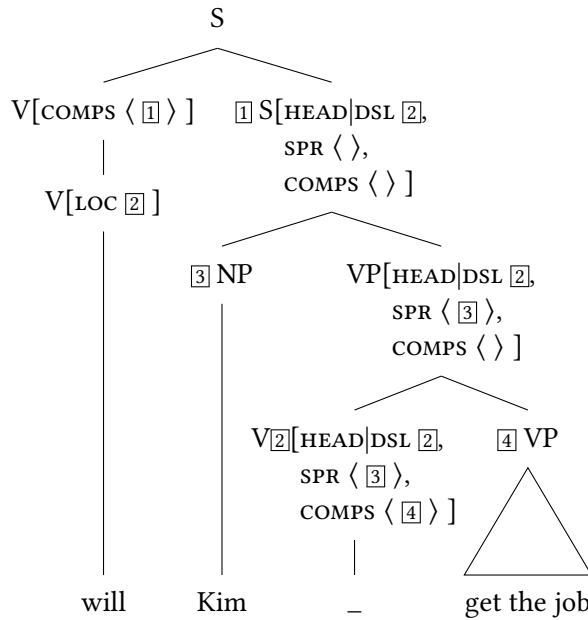 S
V[COMPS ⟨ 1 ⟩ ] 1 S[HEAD|DSL 2,
SPR ⟨ ⟩,
COMPS ⟨ ⟩ ]
V[LOC 2 ]
3 NP VP[HEAD|DSL 2,
SPR ⟨ 3 ⟩,
COMPS ⟨ ⟩ ]
V2[HEAD|DSL 2, 4 VP
SPR ⟨ 3 ⟩,
COMPS ⟨ 4 ⟩ ]
will Kim _ get the job